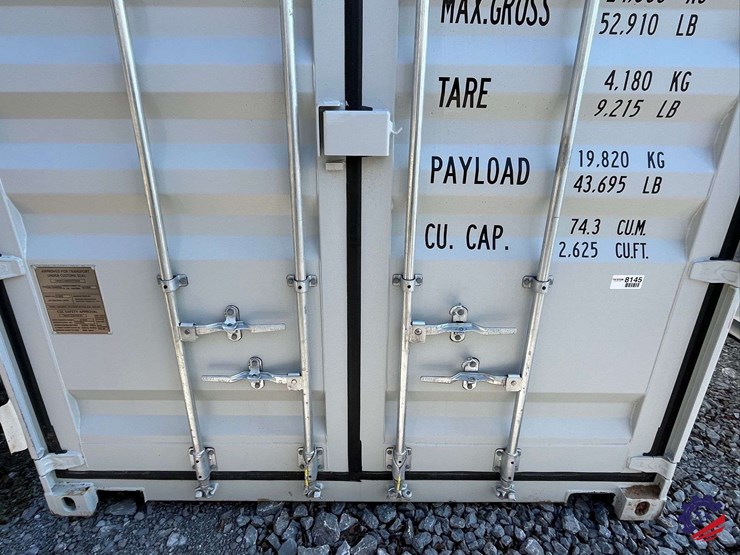 MAX.GROSS
52,910 LB
TARE 4,180 KG
9,215 LB
PAYLOAD 19,820 KG
43,695 LB
CU. CAP. 74.3 CU.M.
2,625 CU.FT.
8145